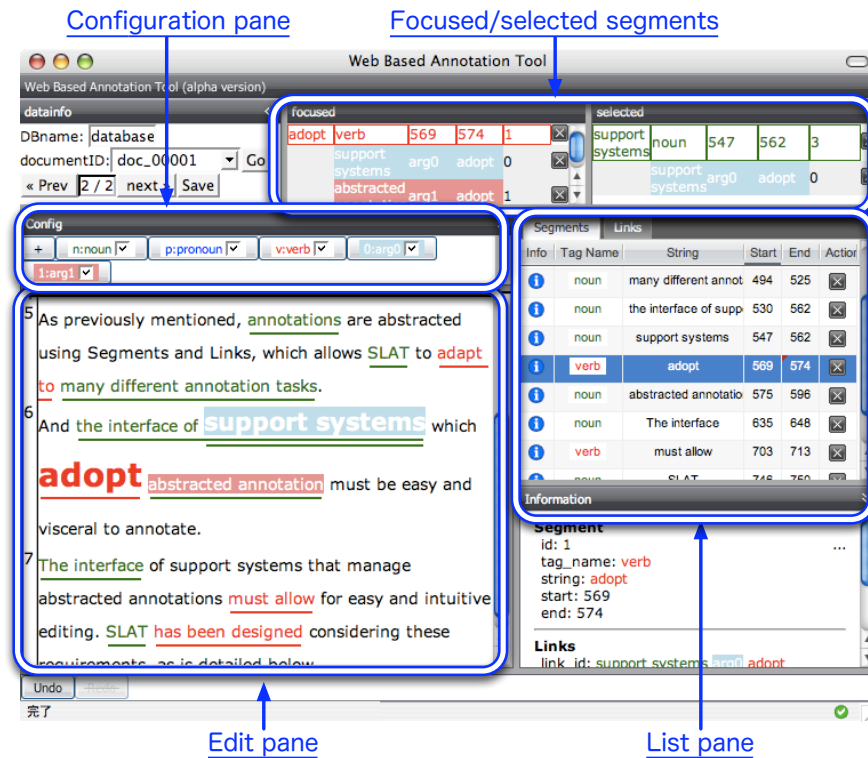 Configuration pane
Focused/selected segments
Web Based Annotation Tool
Web Based Annotation Tool (alpha version)
datainfo
DBname: database
documentID: doc_00001 Go
« Prev 2 / 2 next Save
focused
adopt verb 569 574 1
support systems arg0 adopt 0
abstracted arg1 adopt 1
selected
support systems noun 547 562 3
support systems arg0 adopt 0
Config
+ n:noun p:pronoun v:verb 0:arg0
1:arg1
5 As previously mentioned, annotations are abstracted
using Segments and Links, which allows SLAT to adapt
to many different annotation tasks.
6 And the interface of support systems which
adopt abstracted annotation must be easy and
visceral to annotate.
7 The interface of support systems that manage
abstracted annotations must allow for easy and intuitive
editing. SLAT has been designed considering these
requirements, as is detailed below.
Undo Redo
完了
Segments Links
Info Tag Name String Start End Action
noun many different annot 494 525
noun the interface of suppo 530 562
noun support systems 547 562
verb adopt 569 574
noun abstracted annotatio 575 596
noun The interface 635 648
verb must allow 703 713
noun SLAT 746 750
Information
Segment
id: 1 ...
tag_name: verb
string: adopt
start: 569
end: 574
Links
link_id: support systems arg0 adopt
Edit pane
List pane